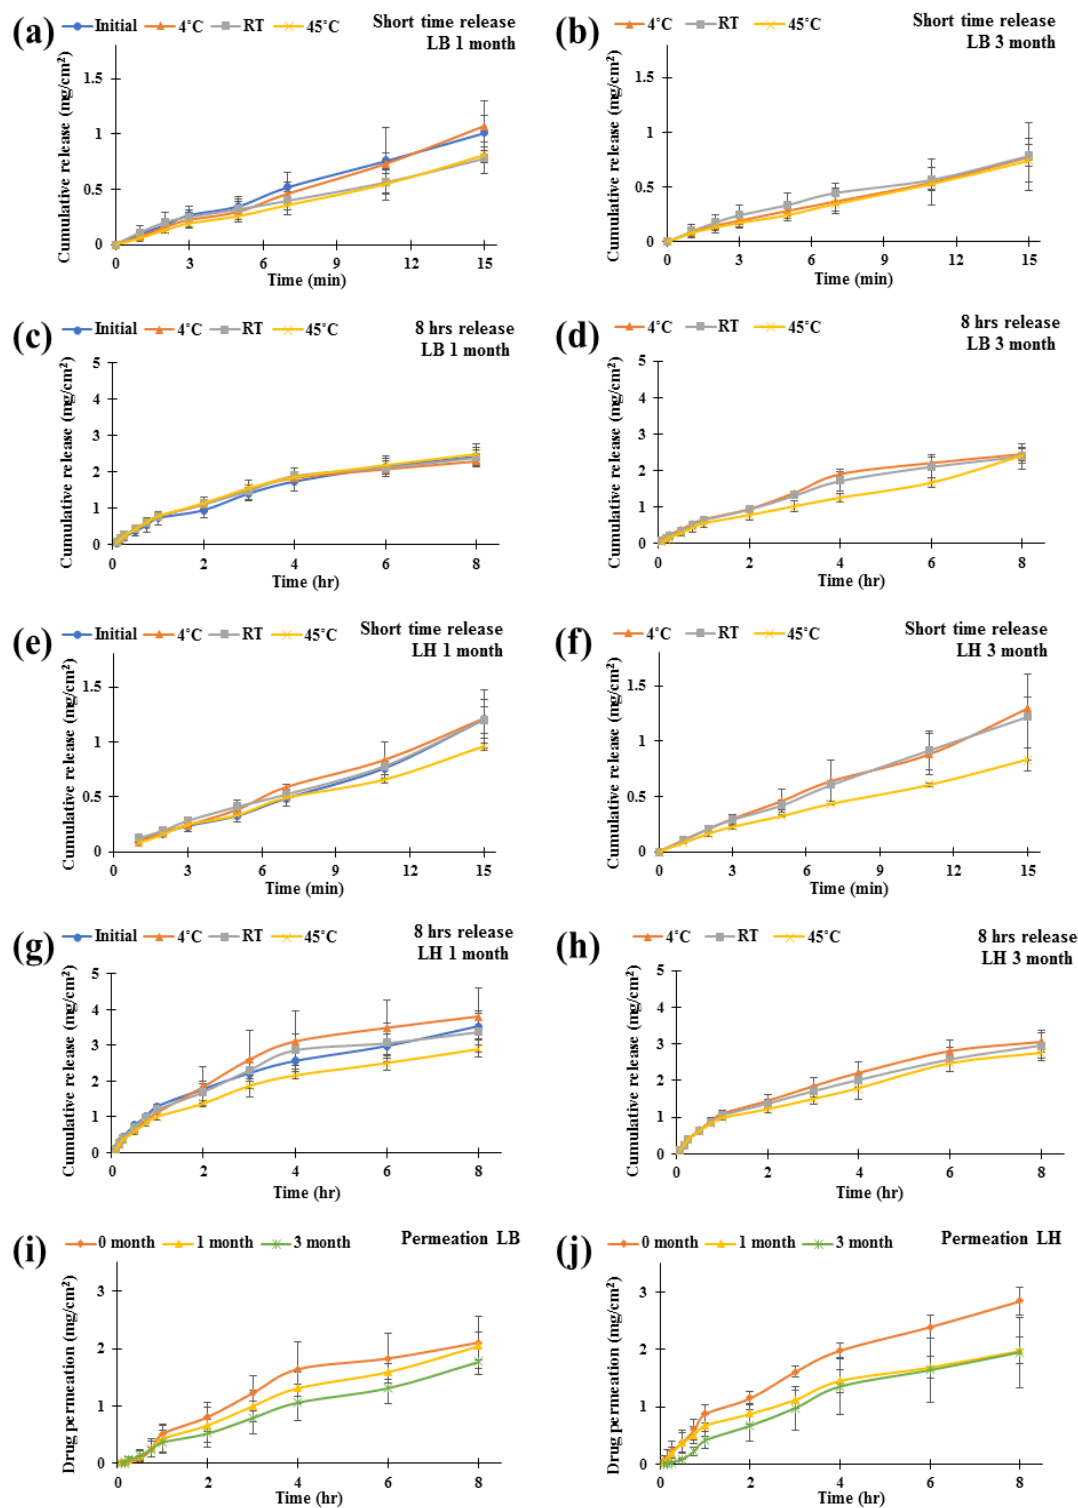 (a) Initial 4°C RT 45°C Short time release
LB 1 month
Cumulative release (mg/cm²)
1.5
1
0.5
0
0 3 6 9 12 15
Time (min)
(b) 4°C RT 45°C Short time release
LB 3 month
Cumulative release (mg/cm²)
1.5
1
0.5
0
0 3 6 9 12 15
Time (min)
(c) Initial 4°C RT 45°C 8 hrs release
LB 1 month
Cumulative release (mg/cm²)
5
4
3
2
1
0
2 4 6 8
Time (hr)
(d) 4°C RT 45°C 8 hrs release
LB 3 month
Cumulative release (mg/cm²)
5
4
3
2
1
0
0 2 4 6 8
Time (hr)
(e) Initial 4°C RT 45°C Short time release
LH 1 month
Cumulative release (mg/cm²)
1.5
1
0.5
0
0 3 6 9 12 15
Time (min)
(f) 4°C RT 45°C Short time release
LH 3 month
Cumulative release (mg/cm²)
1.5
1
0.5
0
0 3 6 9 12 15
Time (min)
(g) Initial 4°C RT 45°C 8 hrs release
LH 1 month
Cumulative release (mg/cm²)
5
4
3
2
1
0
0 2 4 6 8
Time (hr)
(h) 4°C RT 45°C 8 hrs release
LH 3 month
Cumulative release (mg/cm²)
5
4
3
2
1
0
0 2 4 6 8
Time (hr)
(i) 0 month 1 month 3 month Permeation LB
Drug permeation (mg/cm²)
3
2
1
0
0 2 4 6 8
Time (hr)
(j) 0 month 1 month 3 month Permeation LH
Drug permeation (mg/cm²)
3
2
1
0
0 2 4 6 8
Time (hr)